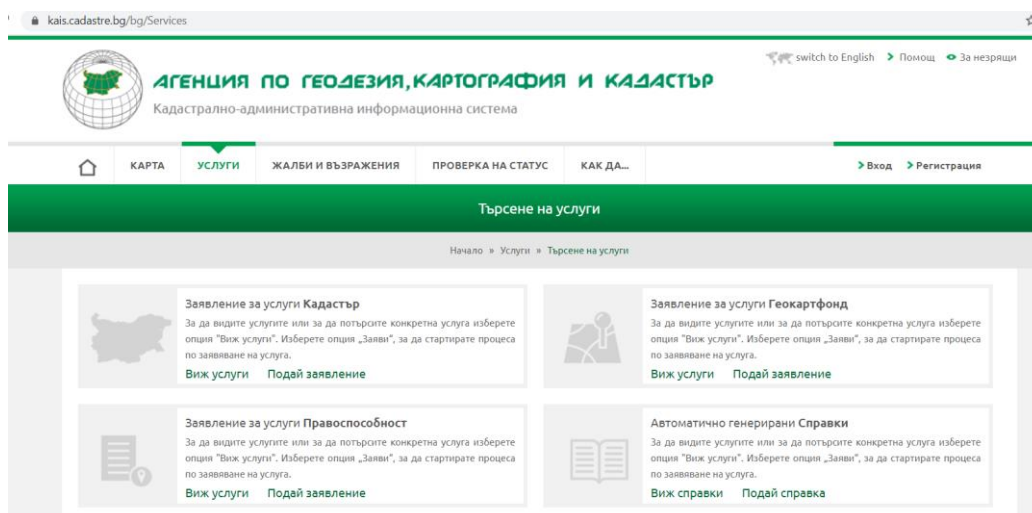 kais.cadastre.bg/bg/Services
switch to English Помощ За незрящи
АГЕНЦИЯ ПО ГЕОДЕЗИЯ, КАРТОГРАФИЯ И КАДАСТЪР
Кадастрално-административна информационна система
КАРТА УСЛУГИ ЖАЛБИ И ВЪЗРАЖЕНИЯ ПРОВЕРКА НА СТАТУС КАК ДА... Вход Регистрация
Търсене на услуги
Начало » Услуги » Търсене на услуги
Заявление за услуги Кадастър
За да видите услугите или за да потърсите конкретна услуга изберете
опция "Виж услуги". Изберете опция „Заяви", за да стартирате процеса
по заявяване на услуга.
Виж услуги Подай заявление
Заявление за услуги Геокартфонд
За да видите услугите или за да потърсите конкретна услуга изберете
опция "Виж услуги". Изберете опция „Заяви", за да стартирате процеса
по заявяване на услуга.
Виж услуги Подай заявление
Заявление за услуги Правоспособност
За да видите услугите или за да потърсите конкретна услуга изберете
опция "Виж услуги". Изберете опция „Заяви", за да стартирате процеса
по заявяване на услуга.
Виж услуги Подай заявление
Автоматично генерирани Справки
За да видите услугите или за да потърсите конкретна услуга изберете
опция "Виж услуги". Изберете опция „Заяви", за да стартирате процеса
по заявяване на услуга.
Виж справки Подай справка